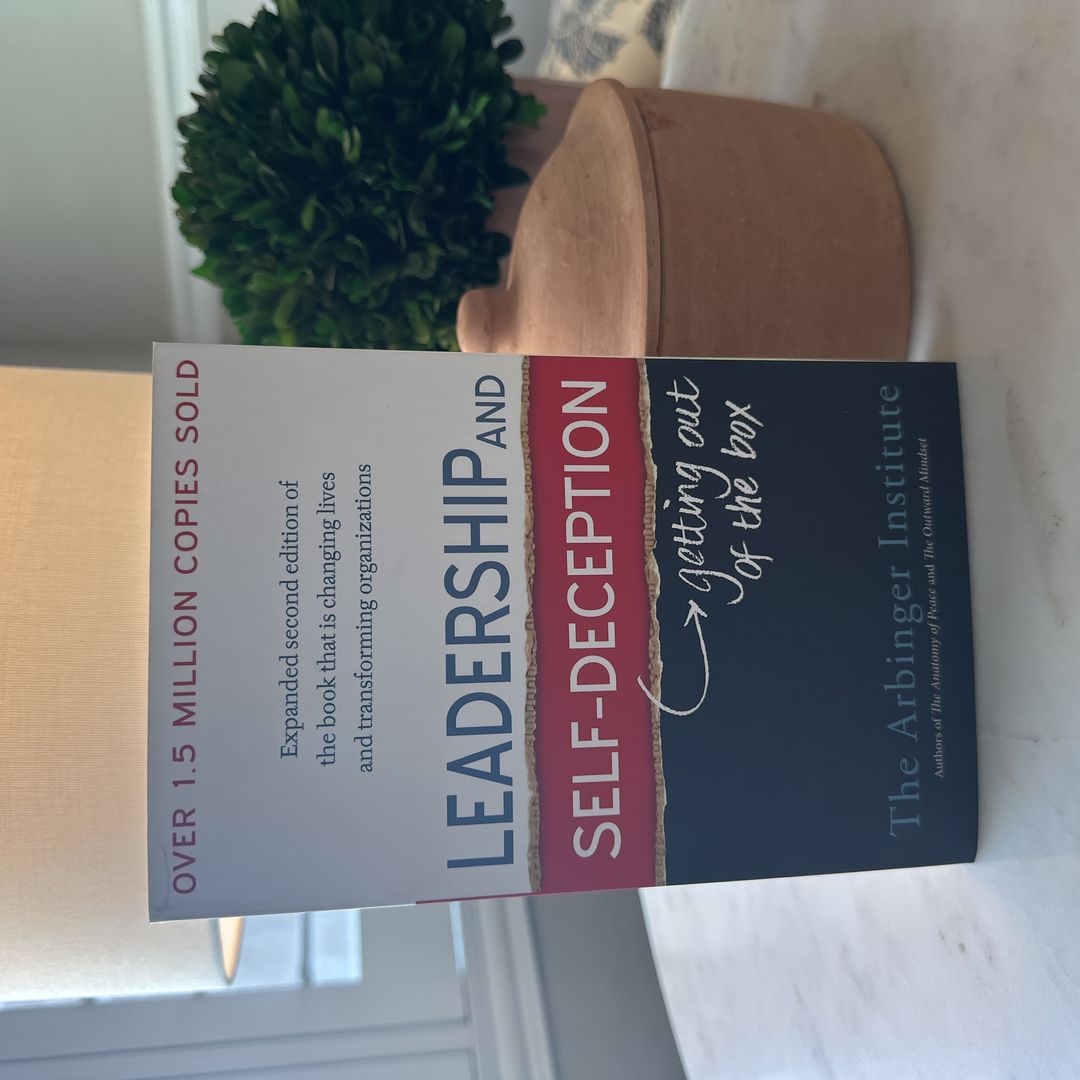 OVER 1.5 MILLION COPIES SOLD
Expanded second edition of
the book that is changing lives
and transforming organizations
LEADERSHIP AND
SELF-DECEPTION
getting out
of the box
The Arbinger Institute
Authors of The Anatomy of Peace and The Outward Mindset